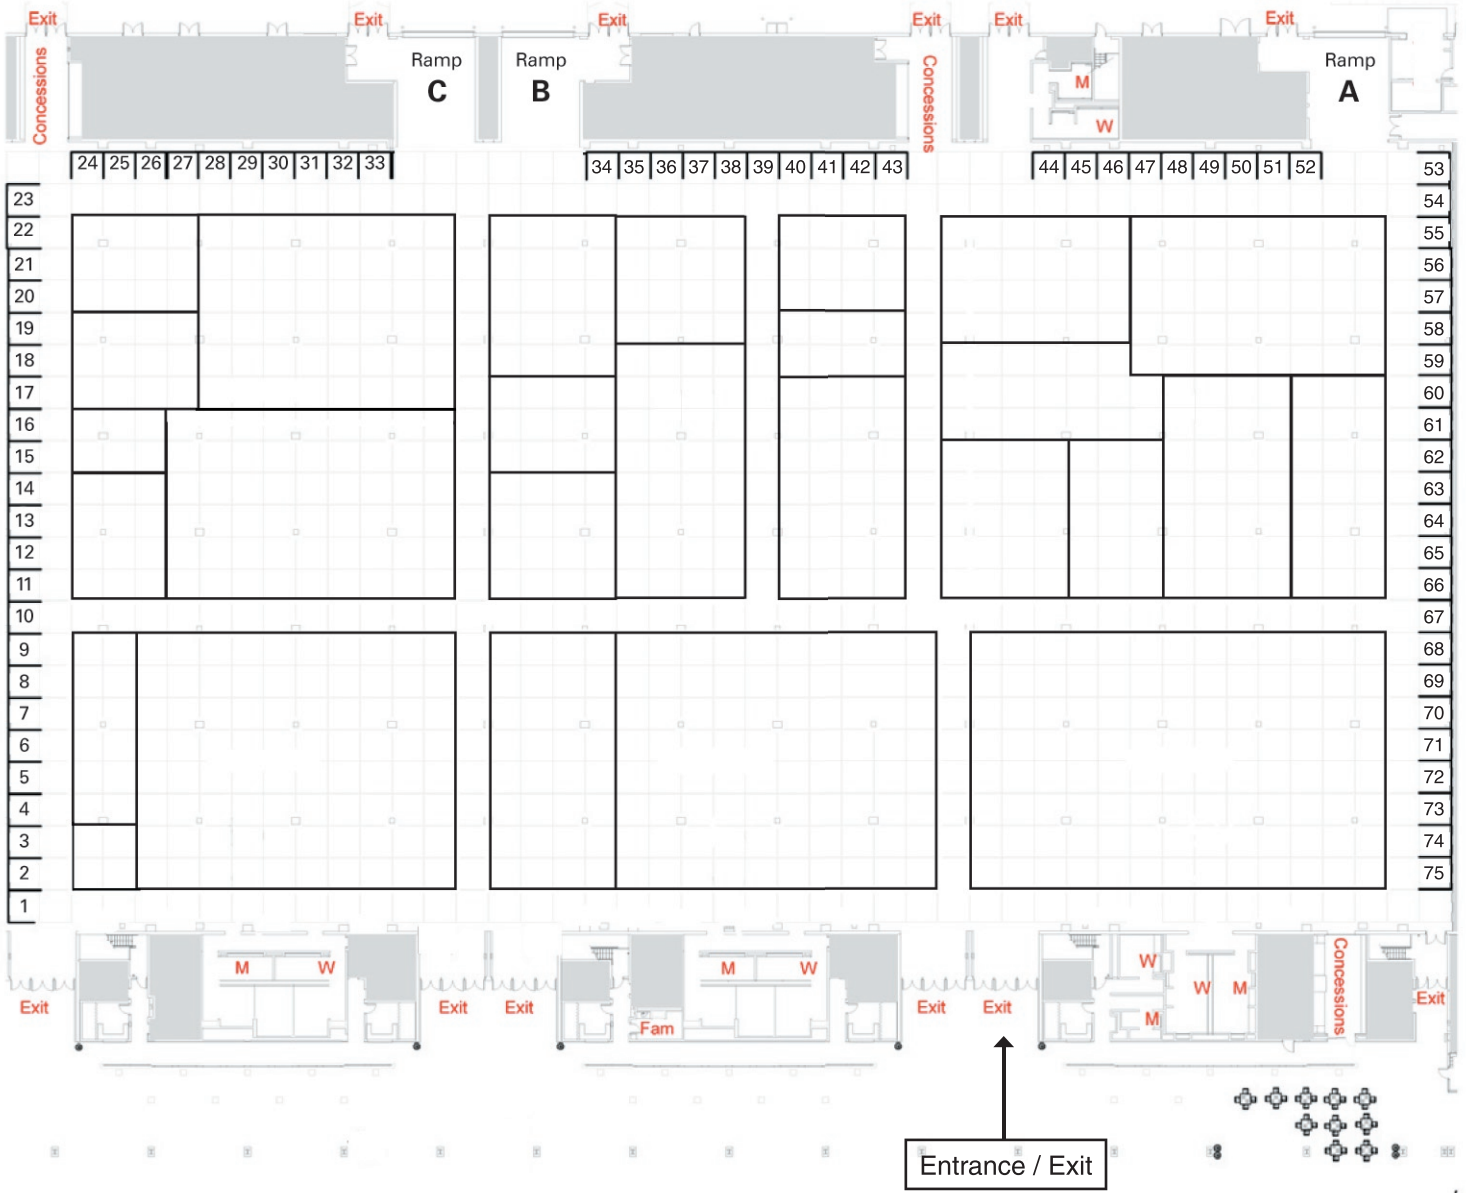 Exit Exit Exit Exit Exit Exit
Concessions
Ramp
C
Ramp
B
Concessions
M
W
Ramp
A
24 25 26 27 28 29 30 31 32 33
34 35 36 37 38 39 40 41 42 43
44 45 46 47 48 49 50 51 52
53
23
54
22
55
21
56
20
57
19
58
18
59
17
60
16
61
15
62
14
63
13
64
12
65
11
66
10
67
9
68
8
69
7
70
6
71
5
72
4
73
3
74
2
75
1
M W
M W
W
W M
M
Concessions
Exit Exit Exit Exit Exit Exit
Fam
Entrance / Exit